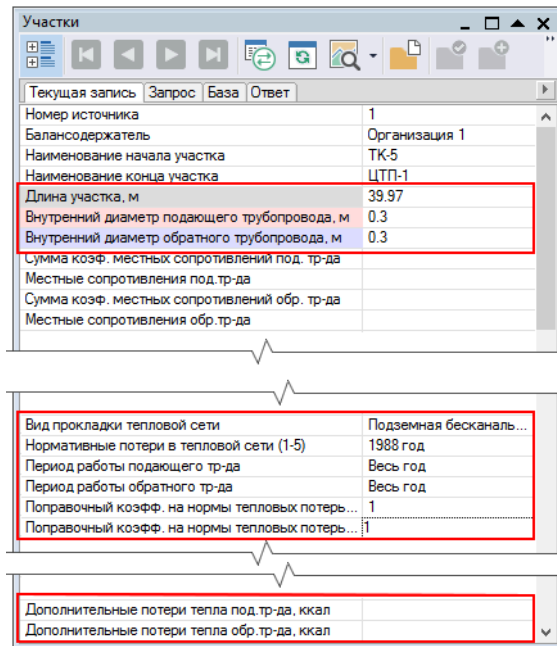 Участки
Текущая запись Запрос База Ответ
Номер источника 1
Балансодержатель Организация 1
Наименование начала участка ТК-5
Наименование конца участка ЦТП-1
Длина участка, м 39.97
Внутренний диаметр подающего трубопровода, м 0.3
Внутренний диаметр обратного трубопровода, м 0.3
Сумма коэф. местных сопротивлений под. тр-да
Местные сопротивления под.тр-да
Сумма коэф. местных сопротивлений обр. тр-да
Местные сопротивления обр.тр-да
Вид прокладки тепловой сети Подземная бесканаль...
Нормативные потери в тепловой сети (1-5) 1988 год
Период работы подающего тр-да Весь год
Период работы обратного тр-да Весь год
Поправочный коэфф. на нормы тепловых потерь... 1
Поправочный коэфф. на нормы тепловых потерь... 1
Дополнительные потери тепла под.тр-да, ккал
Дополнительные потери тепла обр.тр-да, ккал